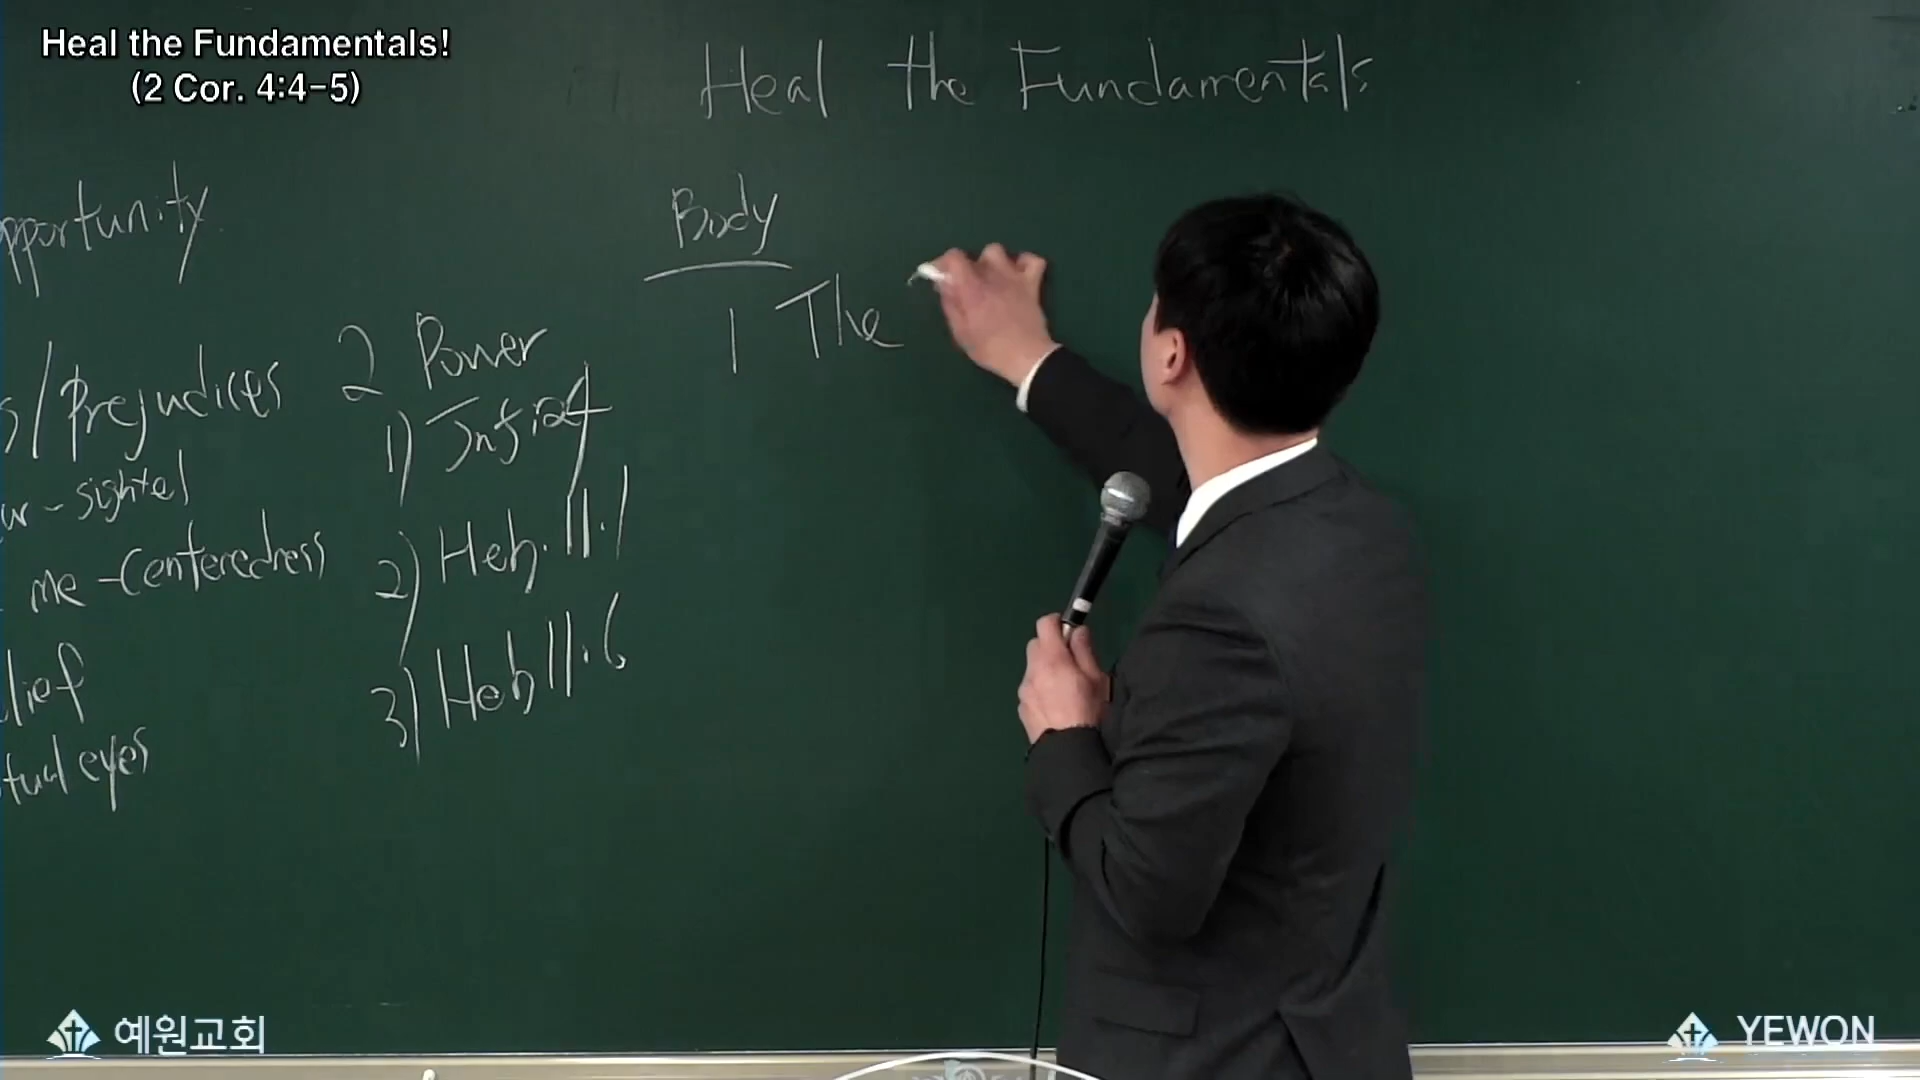 Heal the Fundamentals!
(2 Cor. 4:4-5)
Heal the Fundamentals
pportunity
s/Prejudices
-sighted
me-Centeredness
lief
tual eyes
2 Power
1)
2) Heb. 11:1
3) Heb 11:6
Body
1 The
예원교회
YEWON